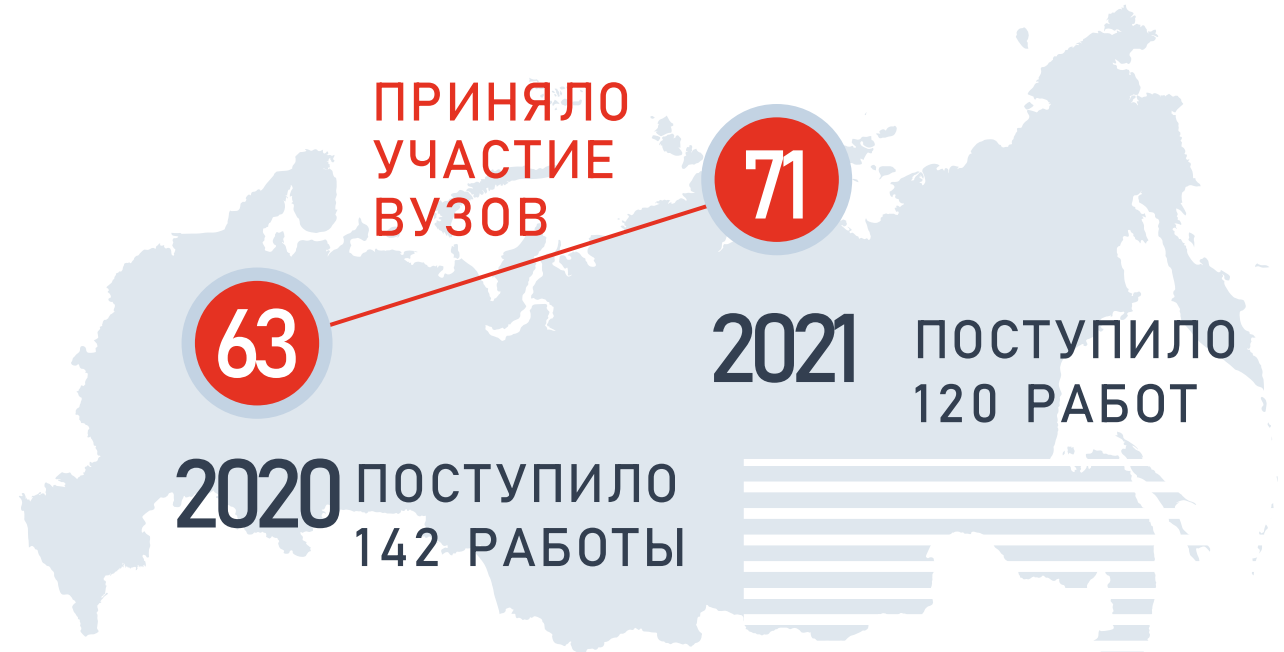 ПРИНЯЛО
УЧАСТИЕ
ВУЗОВ
71
63
2021
ПОСТУПИЛО
120 РАБОТ
2020
ПОСТУПИЛО
142 РАБОТЫ